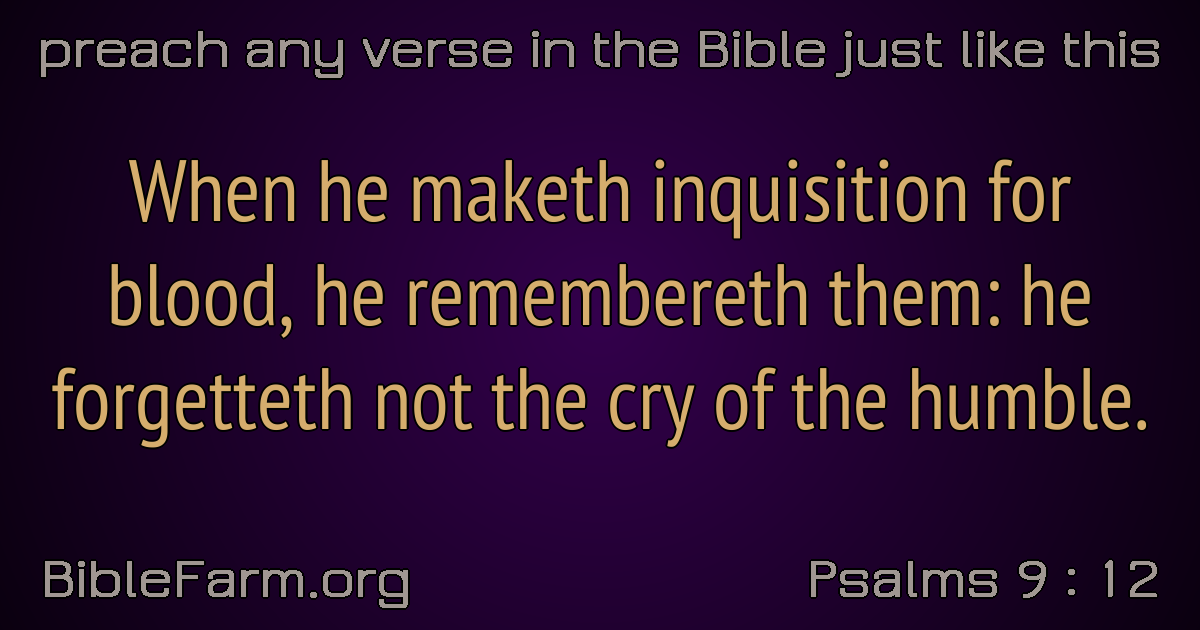 preach any verse in the Bible just like this
When he maketh inquisition for
blood, he remembereth them: he
forgetteth not the cry of the humble.
BibleFarm.org
Psalms 9 : 12